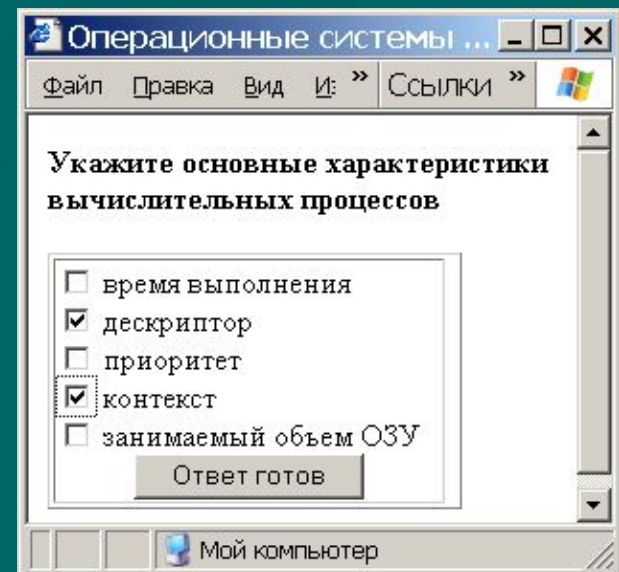 Операционные системы ...
Файл Правка Вид И: » Ссылки »
Укажите основные характеристики
вычислительных процессов
время выполнения
дескриптор
приоритет
контекст
занимаемый объем ОЗУ
Ответ готов
Мой компьютер